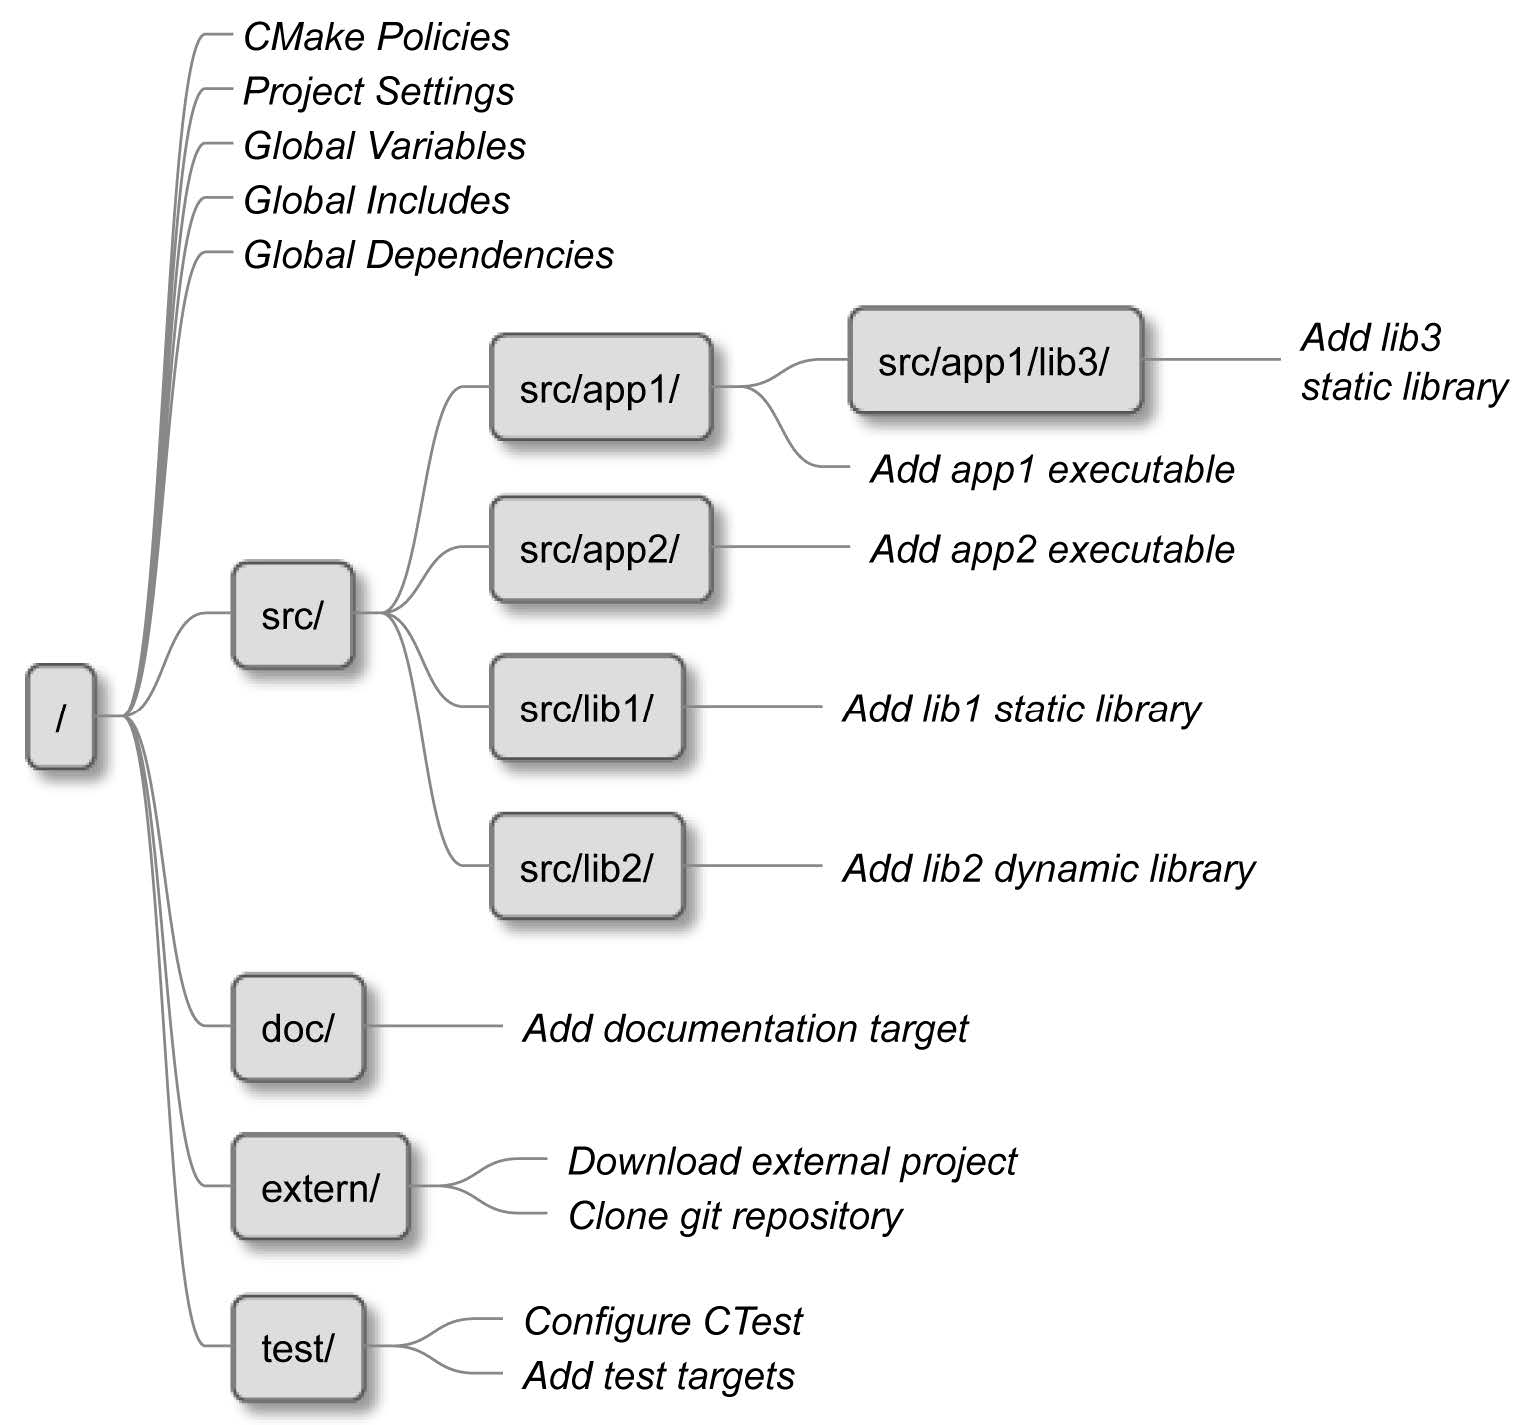 CMake Policies
Project Settings
Global Variables
Global Includes
Global Dependencies
/
src/
src/app1/
src/app1/lib3/
Add lib3
static library
Add app1 executable
src/app2/
Add app2 executable
src/lib1/
Add lib1 static library
src/lib2/
Add lib2 dynamic library
doc/
Add documentation target
extern/
Download external project
Clone git repository
test/
Configure CTest
Add test targets